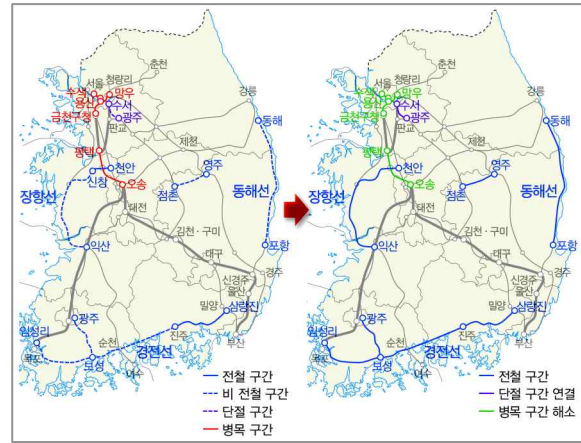 서울
청량리
춘천
수색
망우
용산
수서
금천구청
광주
판교
강릉
동해
제천
평택
천안
영주
신창
오송
점촌
장항선
동해선
대전
익산
김천·구미
포항
대구
경주
신경주
울산
광주
밀양
삼랑진
임성리
순천
진주
부산
목포
보성
경전선
여수
전철 구간
비 전철 구간
단절 구간
병목 구간
서울
청량리
춘천
수색
망우
용산
수서
금천구청
광주
판교
강릉
동해
제천
평택
천안
영주
신창
오송
점촌
장항선
동해선
대전
익산
김천·구미
포항
대구
경주
신경주
울산
광주
밀양
삼랑진
임성리
순천
진주
부산
목포
보성
경전선
여수
전철 구간
단절 구간 연결
병목 구간 해소